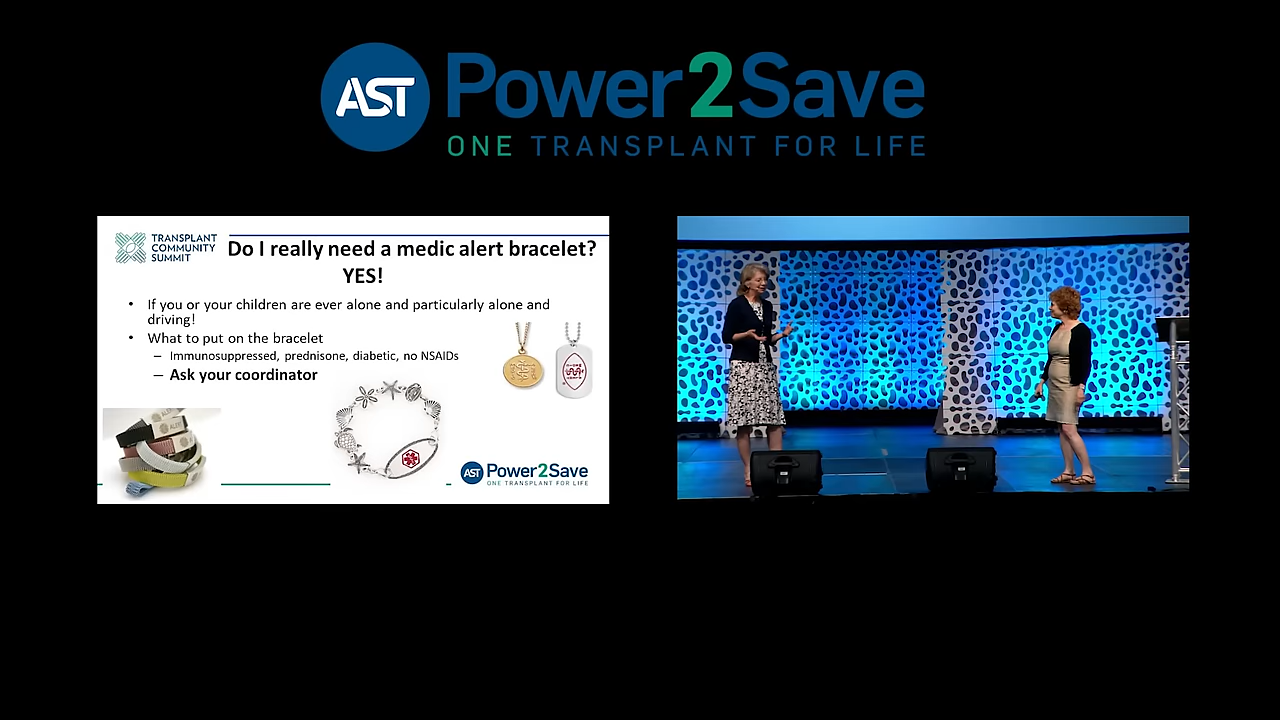 AST Power2Save
ONE TRANSPLANT FOR LIFE
TRANSPLANT
COMMUNITY
SUMMIT
Do I really need a medic alert bracelet?
YES!
• If you or your children are ever alone and particularly alone and
driving!
• What to put on the bracelet
– Immunosuppressed, prednisone, diabetic, no NSAIDs
– Ask your coordinator
ALERT
AST Power2Save
ONE TRANSPLANT FOR LIFE